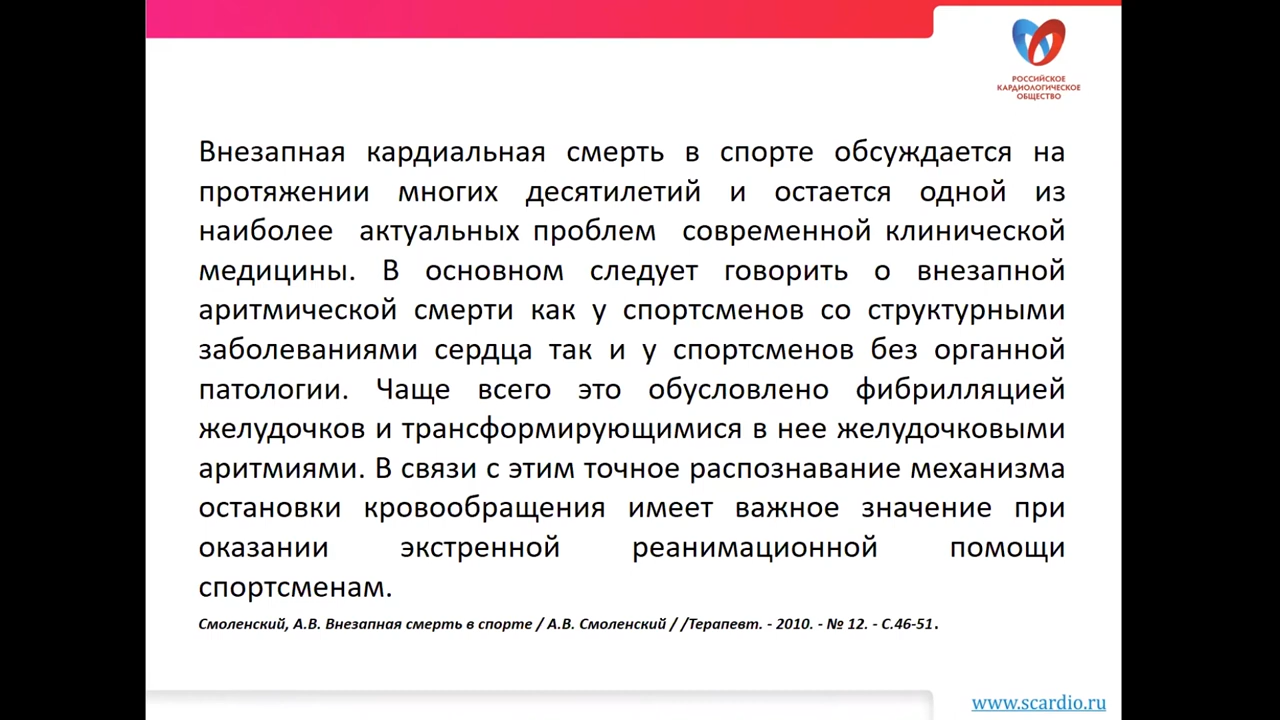 РОССИЙСКОЕ
КАРДИОЛОГИЧЕСКОЕ
ОБЩЕСТВО
Внезапная кардиальная смерть в спорте обсуждается на
протяжении многих десятилетий и остается одной из
наиболее актуальных проблем современной клинической
медицины. В основном следует говорить о внезапной
аритмической смерти как у спортсменов со структурными
заболеваниями сердца так и у спортсменов без органной
патологии. Чаще всего это обусловлено фибрилляцией
желудочков и трансформирующимися в нее желудочковыми
аритмиями. В связи с этим точное распознавание механизма
остановки кровообращения имеет важное значение при
оказании экстренной реанимационной помощи
спортсменам.
Смоленский, А.В. Внезапная смерть в спорте / А.В. Смоленский / /Терапевт. - 2010. - № 12. - С.46-51.
www.scardio.ru